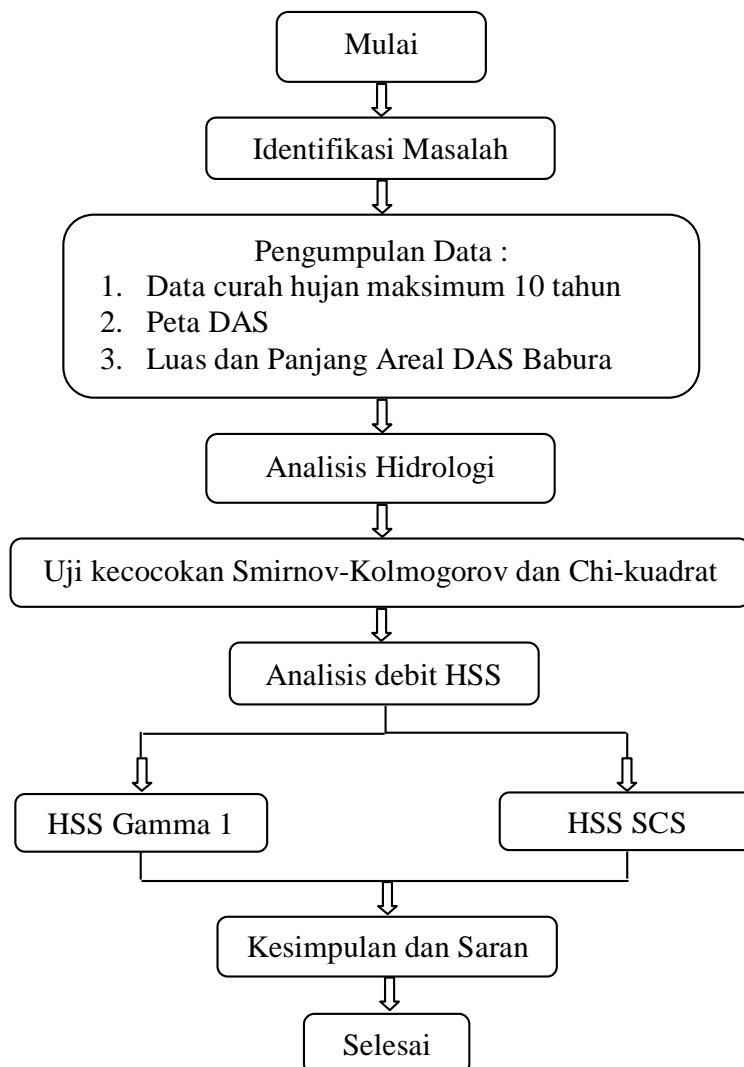 Mulai
Identifikasi Masalah
Pengumpulan Data :
1. Data curah hujan maksimum 10 tahun
2. Peta DAS
3. Luas dan Panjang Areal DAS Babura
Analisis Hidrologi
Uji kecocokan Smirnov-Kolmogorov dan Chi-kuadrat
Analisis debit HSS
HSS Gamma 1
HSS SCS
Kesimpulan dan Saran
Selesai